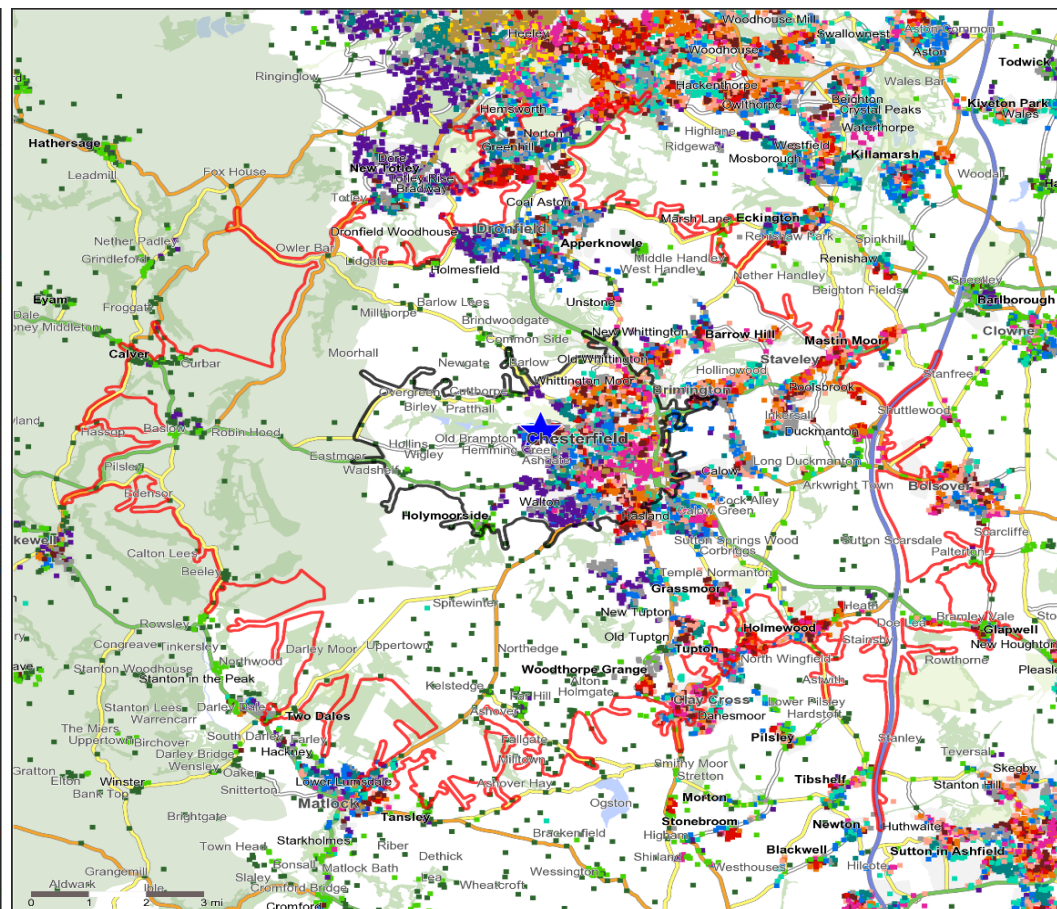 Woodhouse Mill
Heeley
Swallownest
Aston Common
Woodhouse
Aston
Todwick
Ringinglow
Wales Bar
Hackenthorpe
Owlthorpe
Beighton
Crystal Peaks
Kiveton Park
Wales
Hemsworth
Norton
Waterthorpe
Hathersage
Greenhill
Highlane
Ridgeway
Westfield
Mosborough
Killamarsh
Dore
New Totley
Totley Rise
Bradway
Leadmill
Fox House
Woodall
Totley
Coal Aston
Marsh Lane
Eckington
Nether Padley
Grindleford
Dronfield Woodhouse
Dronfield
Apperknowle
Renishaw Park
Spinkhill
Owler Bar
Lidgate
Holmesfield
Middle Handley
West Handley
Renishaw
Nether Handley
Beighton Fields
Eyam
Froggatt
Barlow Lees
Millthorpe
Unstone
Barlborough
Brindwoodgate
Common Side
New Whittington
Barrow Hill
Clowne
Calver
Curbar
Moorhall
Newgate
Barlow
Old Whittington
Mastin Moor
Staveley
Hollingwood
Stanfree
Whittington Moor
Brimington
Poolsbrook
Overgreen
Cutthorpe
Birley
Pratthall
Inkersall
Shuttlewood
Hassop
Baslow
Robin Hood
Old Brampton
Chesterfield
Duckmanton
Hollins
Wigley
Hemming Green
Ashgate
Eastmoor
Wadshelf
Pilsley
Calow
Long Duckmanton
Arkwright Town
Bolsover
Edensor
Walton
Cock Alley
Calow Green
Holymoorside
Hasland
Scarcliffe
Sutton Springs Wood
Corbriggs
Sutton Scarsdale
Palterton
Calton Lees
Beeley
Temple Normanton
Grassmoor
Spitewinter
New Tupton
Heath
Doe Lea
Bramley Vale
Glapwell
Rowsley
Holmewood
Stainsby
New Houghton
Congreave
Tinkersley
Darley Moor
Uppertown
Northedge
Old Tupton
Tupton
North Wingfield
Rowthorne
Stanton Woodhouse
Northwood
Stanton in the Peak
Woodthorpe Grange
Alton
Holmgate
Astwith
Kelstedge
Clay Cross
Lower Pilsley
Hardstoft
Stanton Lees
Warrencarr
Darley Dale
Two Dales
Ashover
Danesmoor
The Miers
Uppertown
Birchover
South Darley
Farley
Darley Bridge
Hackney
Fallgate
Milltown
Pilsley
Stanley
Teversal
Wensley
Oaker
Gratton
Elton
Winster
Bank Top
Snitterton
Lower Lumsdale
Matlock
Ashover Hay
Smithy Moor
Stretton
Tibshelf
Skegby
Stanton Hill
Ogston
Morton
Brightgate
Tansley
Stonebroom
Newton
Huthwaite
Starkholmes
Riber
Brackenfield
Higham
Sutton in Ashfield
Town Head
Dethick
Shirland
Blackwell
Bonsall
Matlock Bath
Wessington
Westhouses
Hilcote
Grangemill
Slaley
Lea
Aldwark
Ible
Cromford Bridge
Wheatcroft
Cromford
0 1 2 3 mi